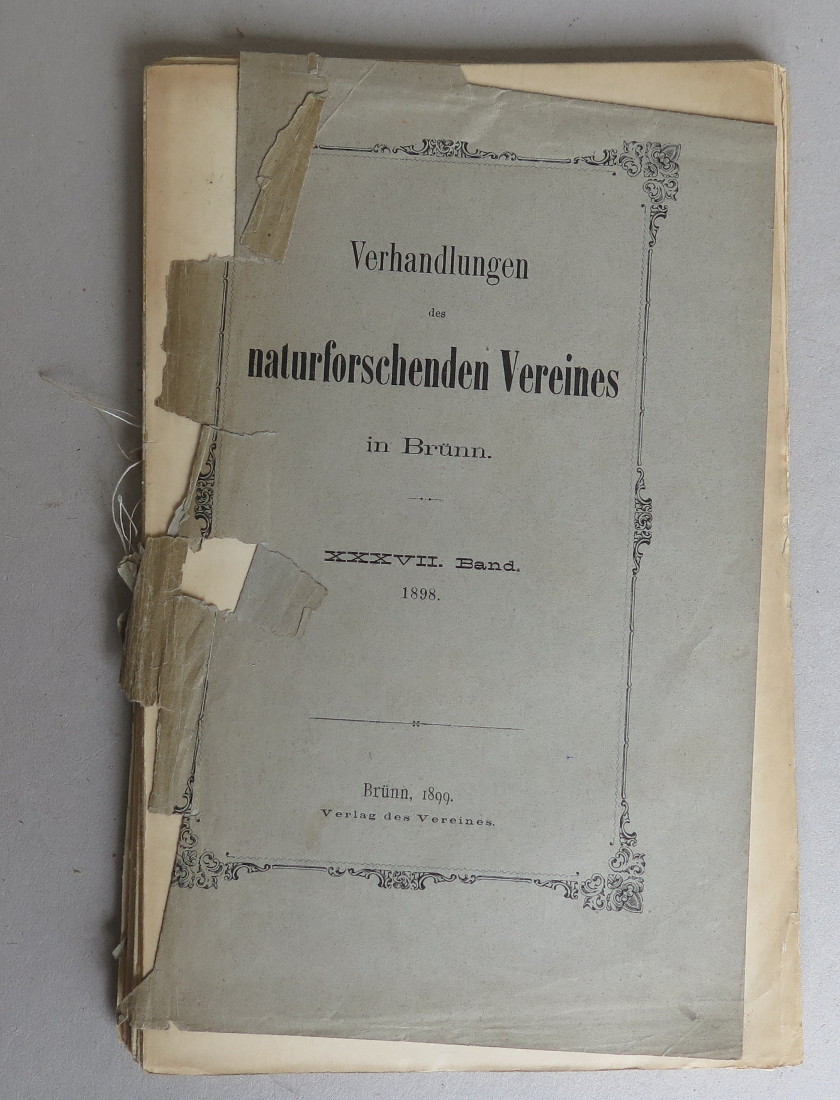 Verhandlungen
des
naturforschenden Vereines
in Brünn.
XXXVII. Band.
1898.
Brünn, 1899.
Verlag des Vereines.